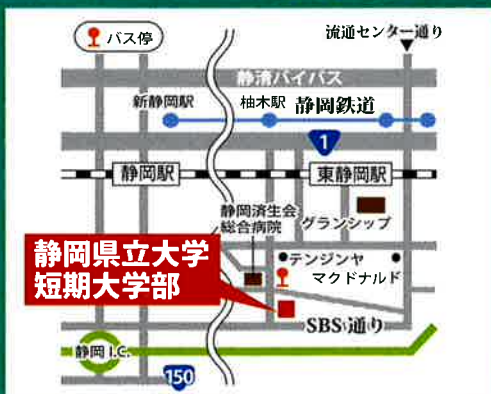 バス停
流通センター通り
静清バイパス
新静岡駅
柚木駅
静岡鉄道
1
静岡駅
東静岡駅
静岡済生会
総合病院
グランシップ
静岡県立大学
短期大学部
テンジンヤ
マクドナルド
SBS通り
静岡I.C.
150